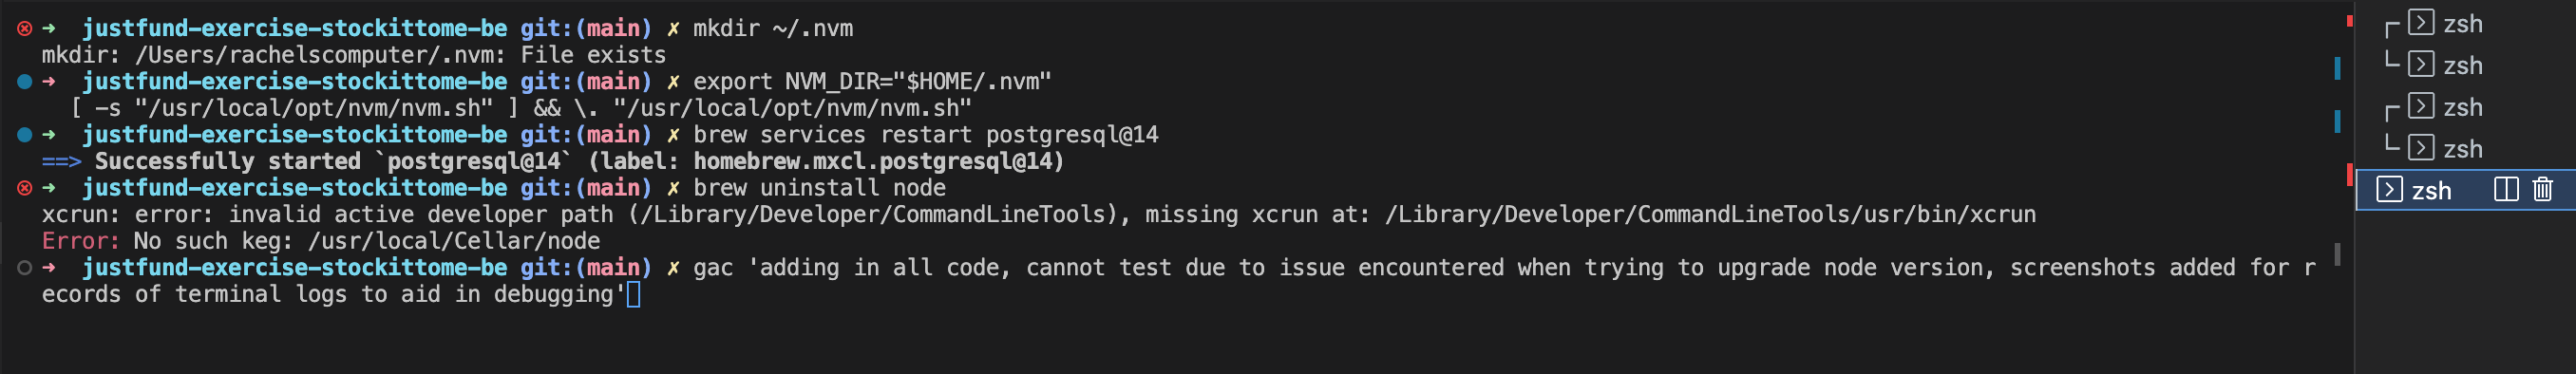 ➜  justfund-exercise-stockittome-be git:(main) ✗ mkdir ~/.nvm
mkdir: /Users/rachelscomputer/.nvm: File exists
➜  justfund-exercise-stockittome-be git:(main) ✗ export NVM_DIR="$HOME/.nvm"
  [ -s "/usr/local/opt/nvm/nvm.sh" ] && \. "/usr/local/opt/nvm/nvm.sh"
➜  justfund-exercise-stockittome-be git:(main) ✗ brew services restart postgresql@14
==> Successfully started `postgresql@14` (label: homebrew.mxcl.postgresql@14)
➜  justfund-exercise-stockittome-be git:(main) ✗ brew uninstall node
xcrun: error: invalid active developer path (/Library/Developer/CommandLineTools), missing xcrun at: /Library/Developer/CommandLineTools/usr/bin/xcrun
Error: No such keg: /usr/local/Cellar/node
➜  justfund-exercise-stockittome-be git:(main) ✗ gac 'adding in all code, cannot test due to issue encountered when trying to upgrade node version, screenshots added for r
ecords of terminal logs to aid in debugging'
zsh
zsh
zsh
zsh
zsh